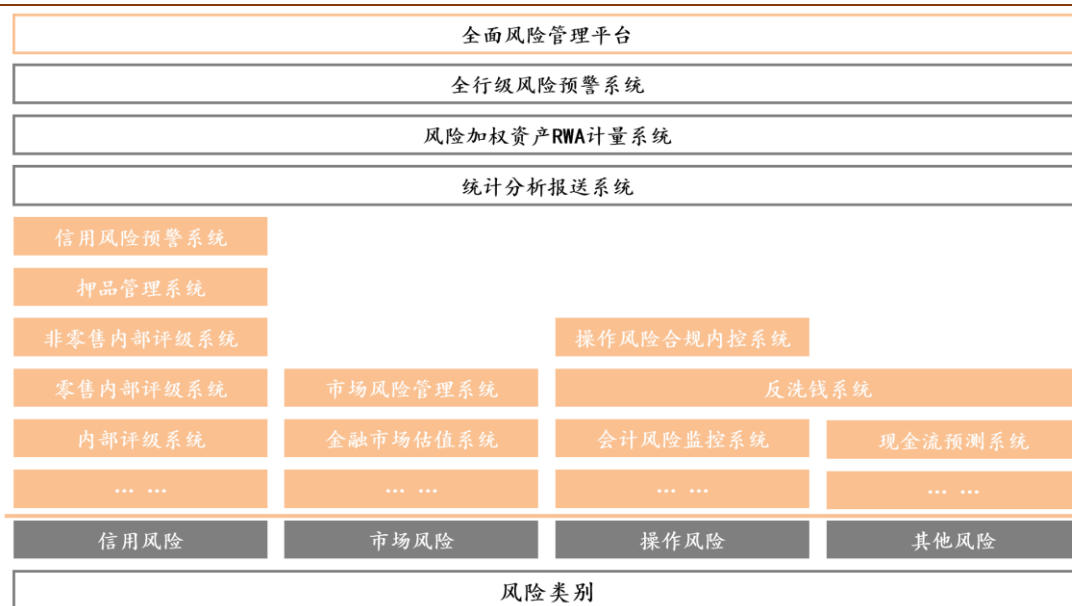 全面风险管理平台
全行级风险预警系统
风险加权资产RWA计量系统
统计分析报送系统
信用风险预警系统
押品管理系统
非零售内部评级系统
操作风险合规内控系统
零售内部评级系统
市场风险管理系统
反洗钱系统
内部评级系统
金融市场估值系统
会计风险监控系统
现金流预测系统
… …
… …
… …
… …
信用风险
市场风险
操作风险
其他风险
风险类别